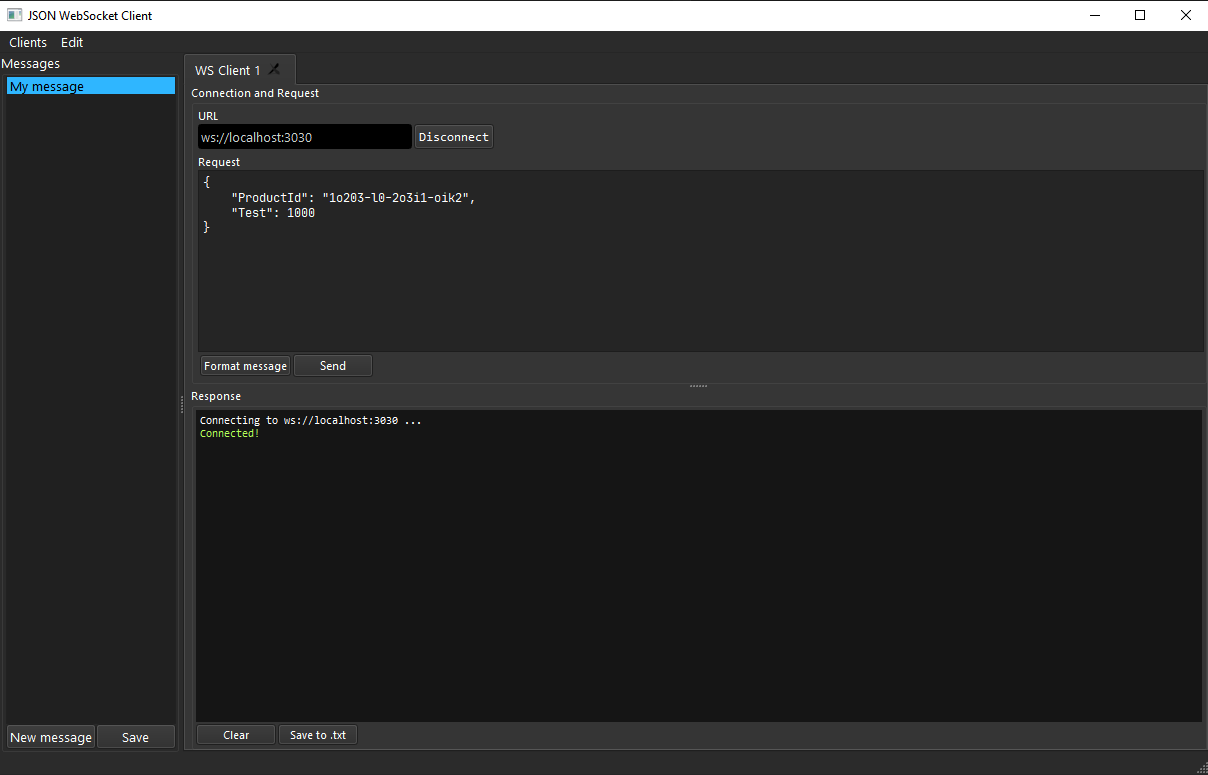 JSON WebSocket Client
Clients Edit
Messages
My message
New message Save
WS Client 1
Connection and Request
URL
ws://localhost:3030 Disconnect
Request
{
    "ProductId": "1o203-l0-2o3i1-oik2",
    "Test": 1000
}
Format message Send
Response
Connecting to ws://localhost:3030 ...
Connected!
Clear Save to .txt